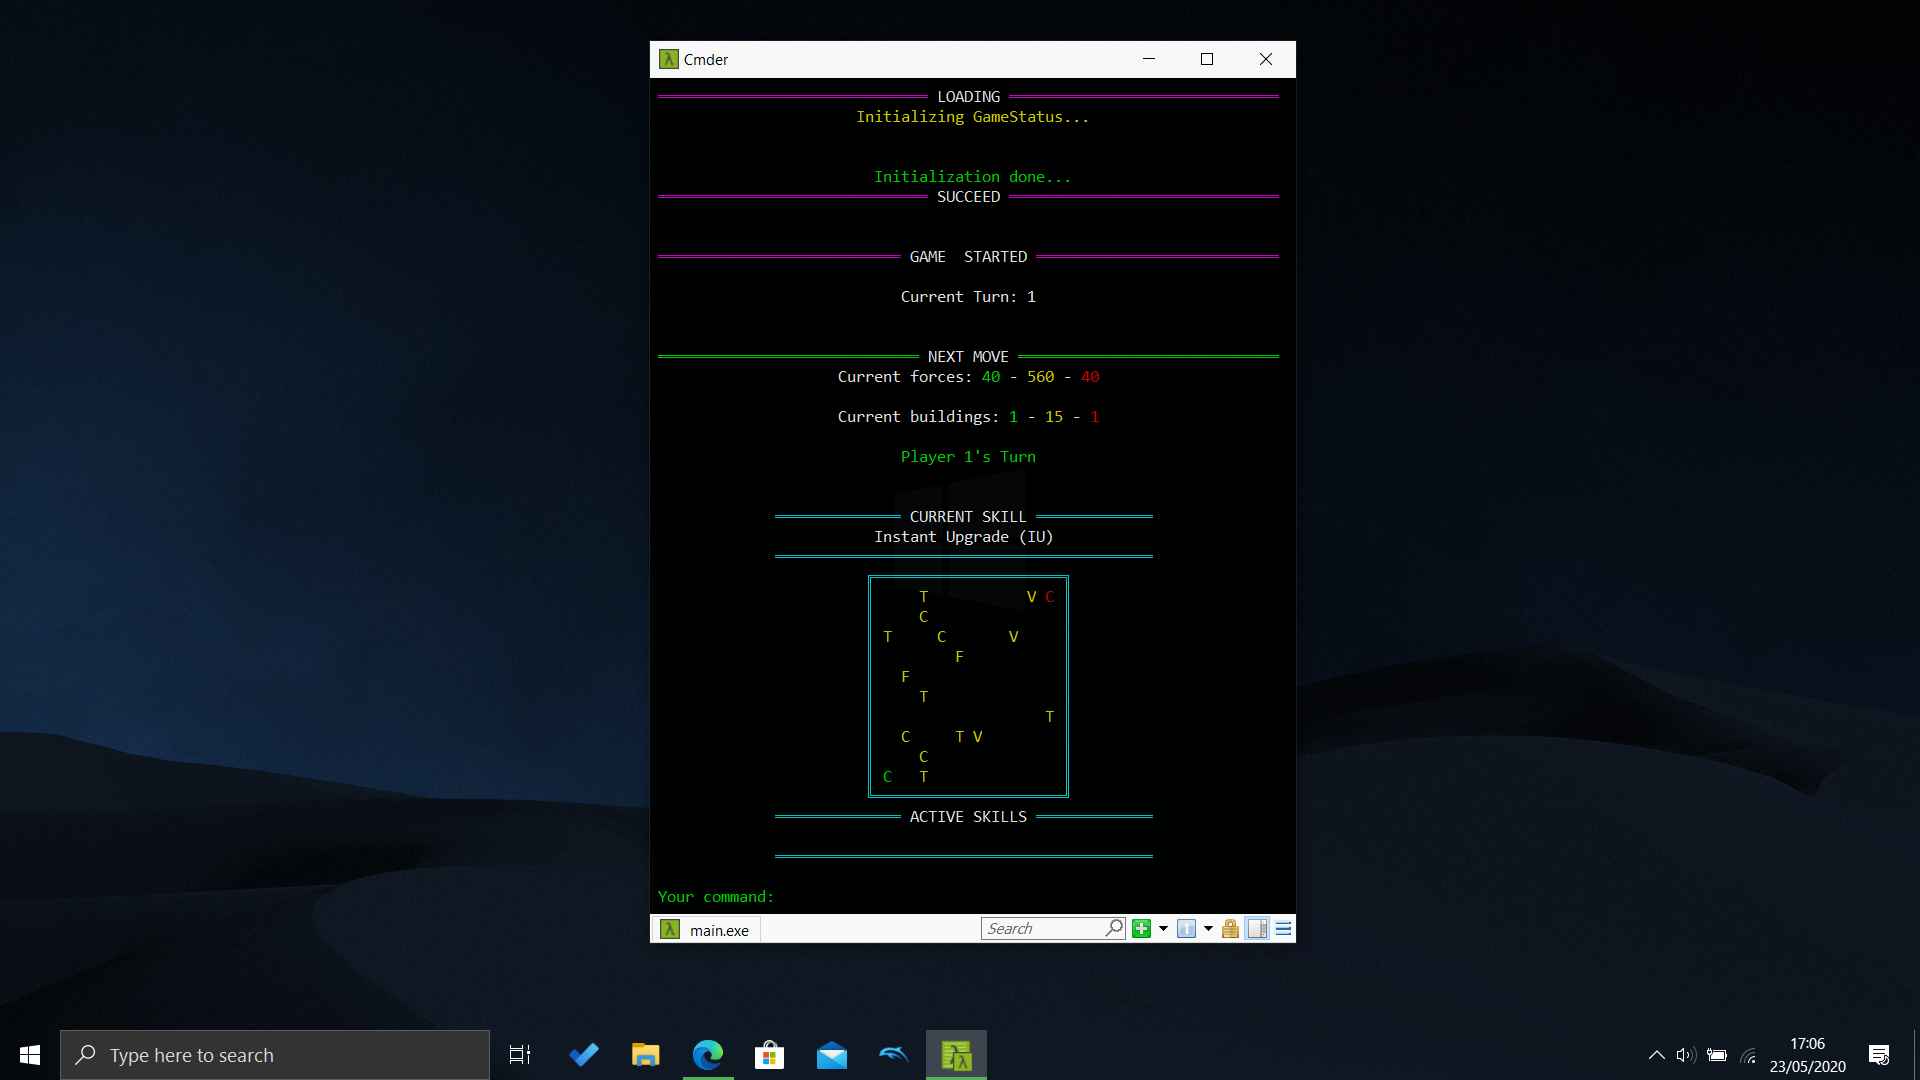 Cmder
LOADING
Initializing GameStatus...
Initialization done...
SUCCEED
GAME  STARTED
Current Turn: 1
NEXT MOVE
Current forces: 40 - 560 - 40
Current buildings: 1 - 15 - 1
Player 1's Turn
CURRENT SKILL
Instant Upgrade (IU)
T V C
C
T C V
F
F
T
T
C T V
C
C T
ACTIVE SKILLS
Your command:
main.exe Search
Type here to search
17:06
23/05/2020